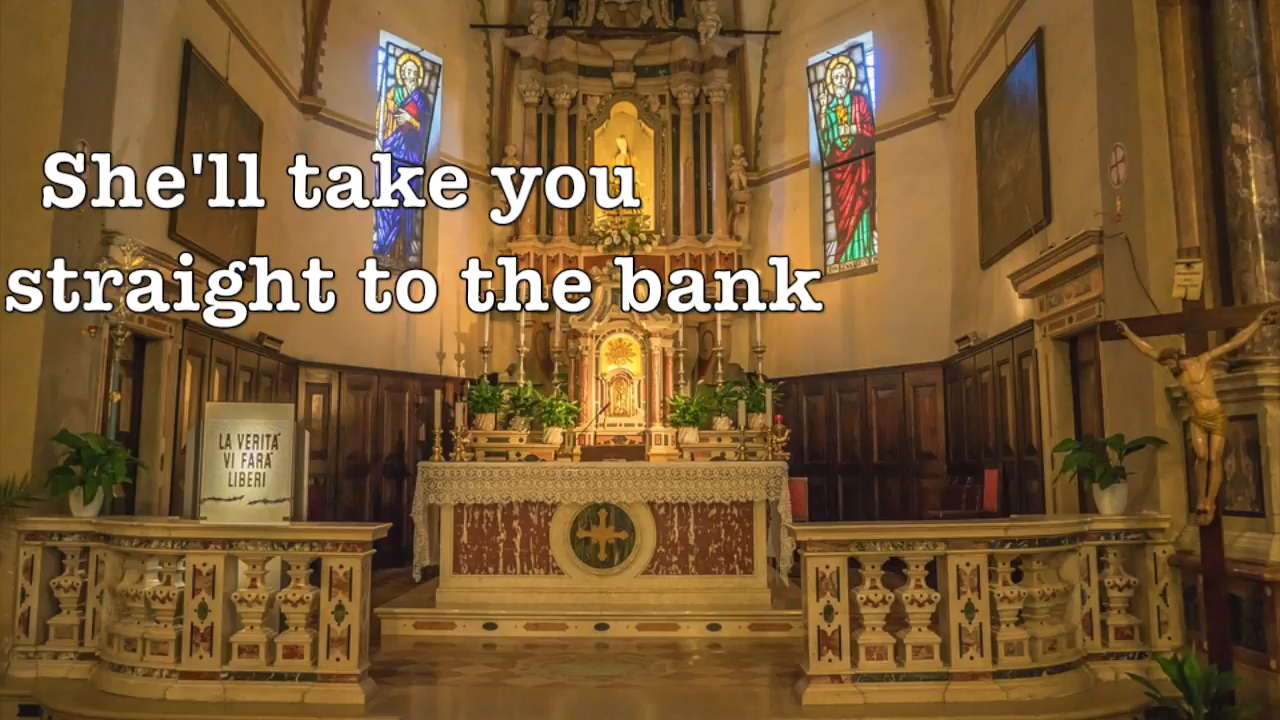 She'll take you
straight to the bank
LA VERITA'
VI FARA'
LIBERI